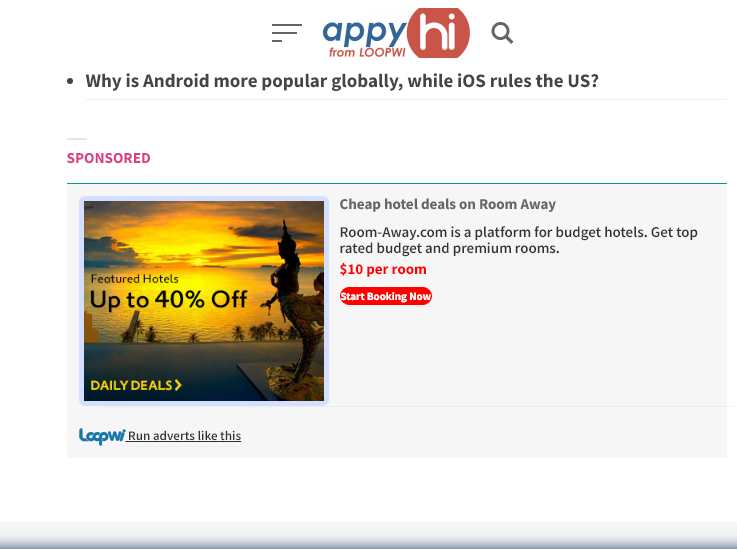 appyhi
from LOOPWI
Why is Android more popular globally, while iOS rules the US?
SPONSORED
Featured Hotels
Up to 40% Off
DAILY DEALS
Cheap hotel deals on Room Away
Room-Away.com is a platform for budget hotels. Get top
rated budget and premium rooms.
$10 per room
Start Booking Now
Loopwi Run adverts like this